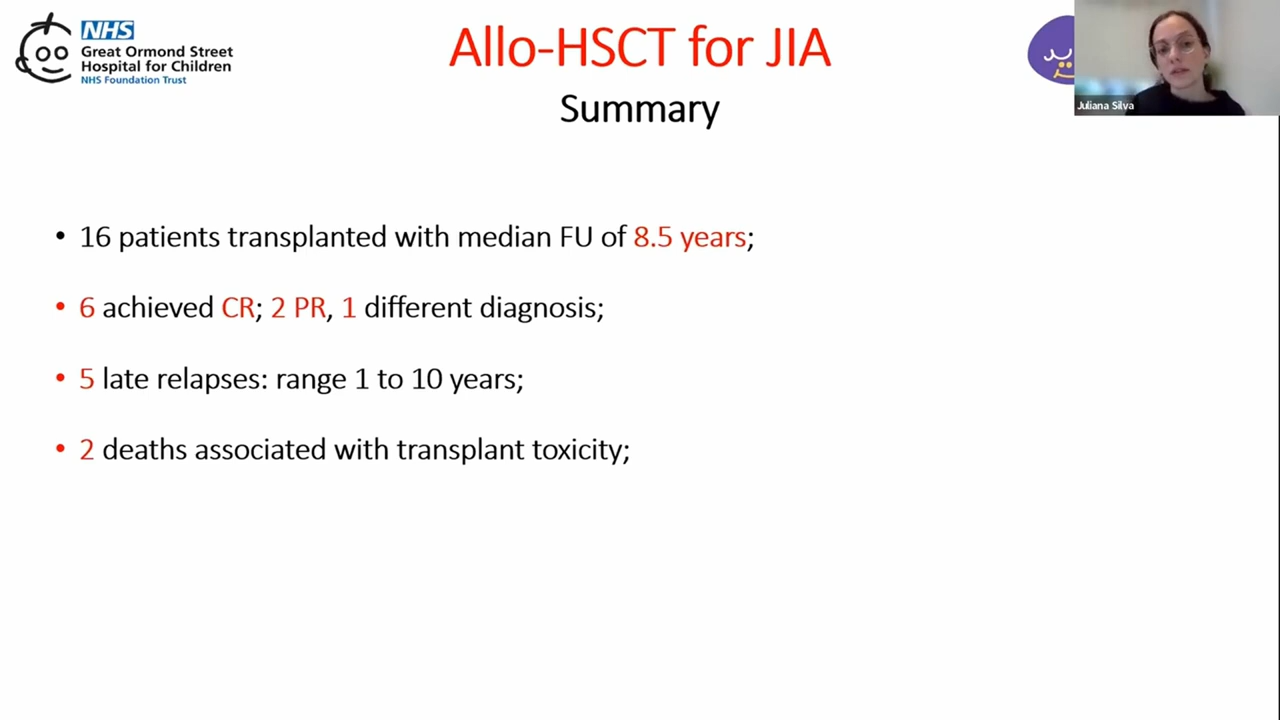 NHS
Great Ormond Street
Hospital for Children
NHS Foundation Trust
Allo-HSCT for JIA
Summary
Juliana Silva
• 16 patients transplanted with median FU of 8.5 years;
• 6 achieved CR; 2 PR, 1 different diagnosis;
• 5 late relapses: range 1 to 10 years;
• 2 deaths associated with transplant toxicity;